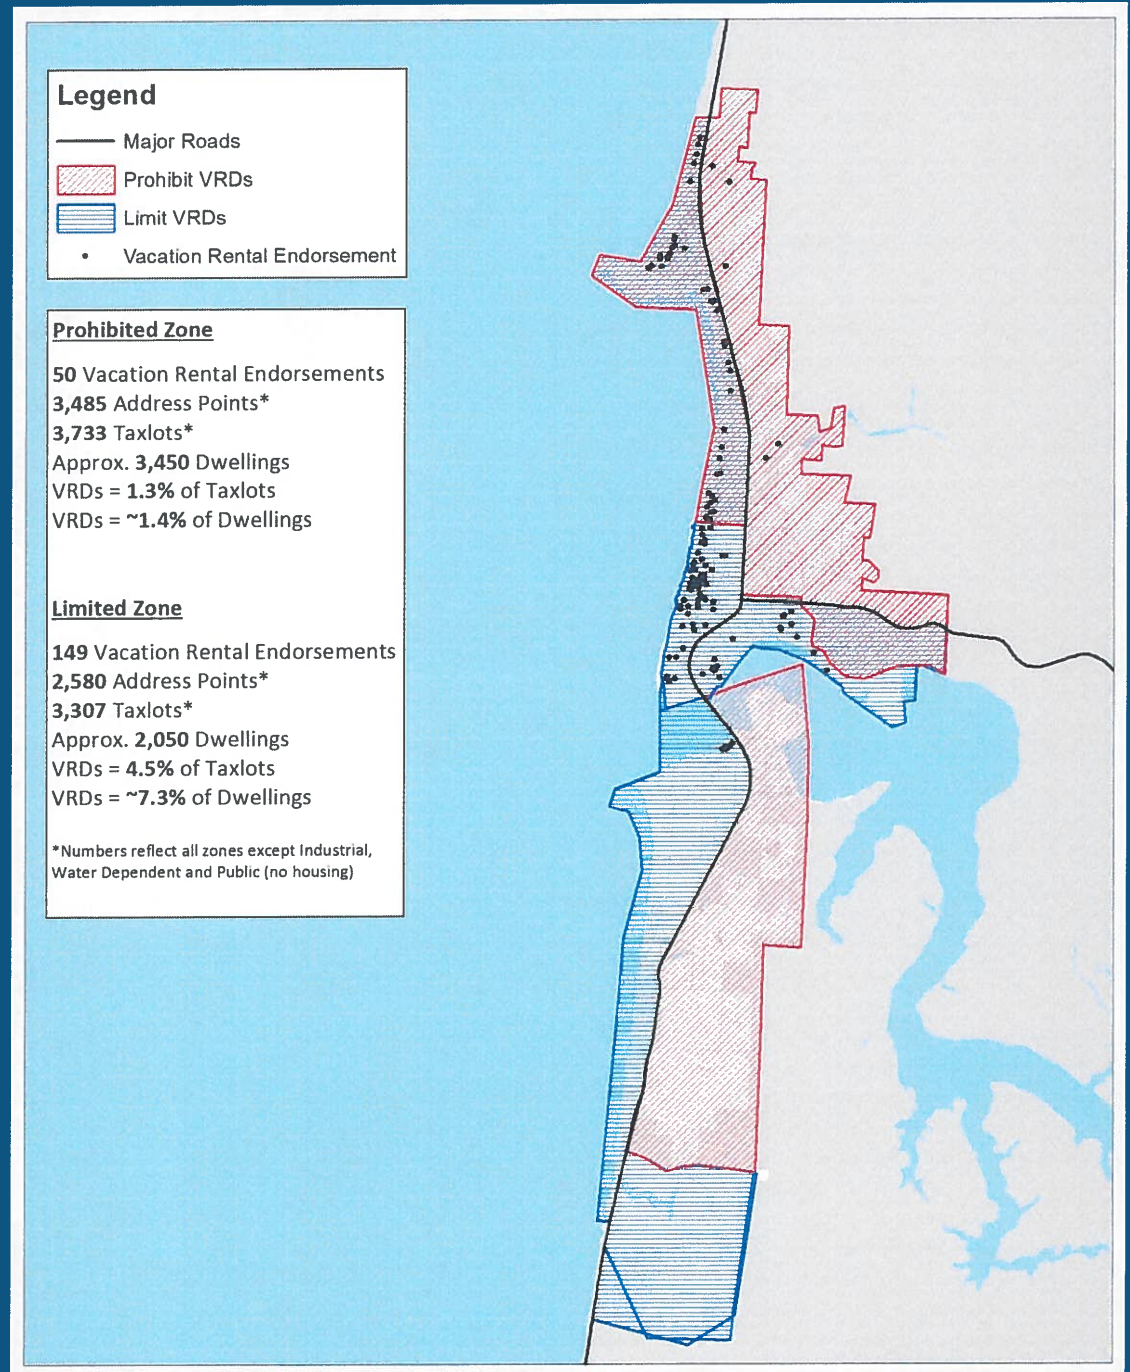 Legend
Major Roads
Prohibit VRDs
Limit VRDs
Vacation Rental Endorsement
Prohibited Zone
50 Vacation Rental Endorsements
3,485 Address Points*
3,733 Taxlots*
Approx. 3,450 Dwellings
VRDs = 1.3% of Taxlots
VRDs = ~1.4% of Dwellings
Limited Zone
149 Vacation Rental Endorsements
2,580 Address Points*
3,307 Taxlots*
Approx. 2,050 Dwellings
VRDs = 4.5% of Taxlots
VRDs = ~7.3% of Dwellings
*Numbers reflect all zones except Industrial,
Water Dependent and Public (no housing)